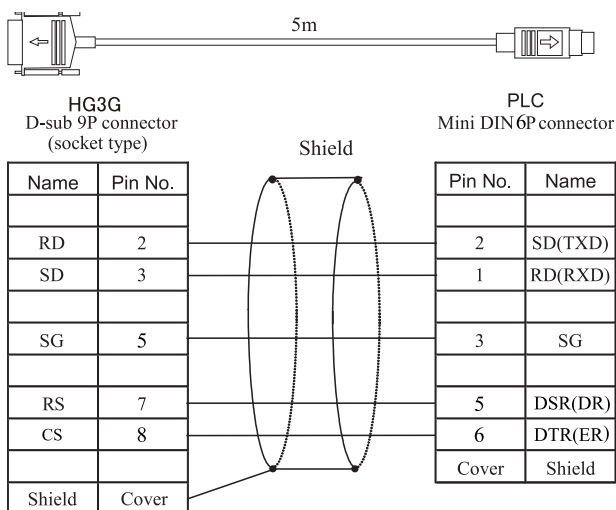 5m
HG3G
D-sub 9P connector
(socket type)
PLC
Mini DIN 6P connector
Shield
Name Pin No.
Pin No. Name
RD 2
2 SD(TXD)
SD 3
1 RD(RXD)
SG 5
3 SG
RS 7
5 DSR(DR)
CS 8
6 DTR(ER)
Cover Shield
Shield Cover